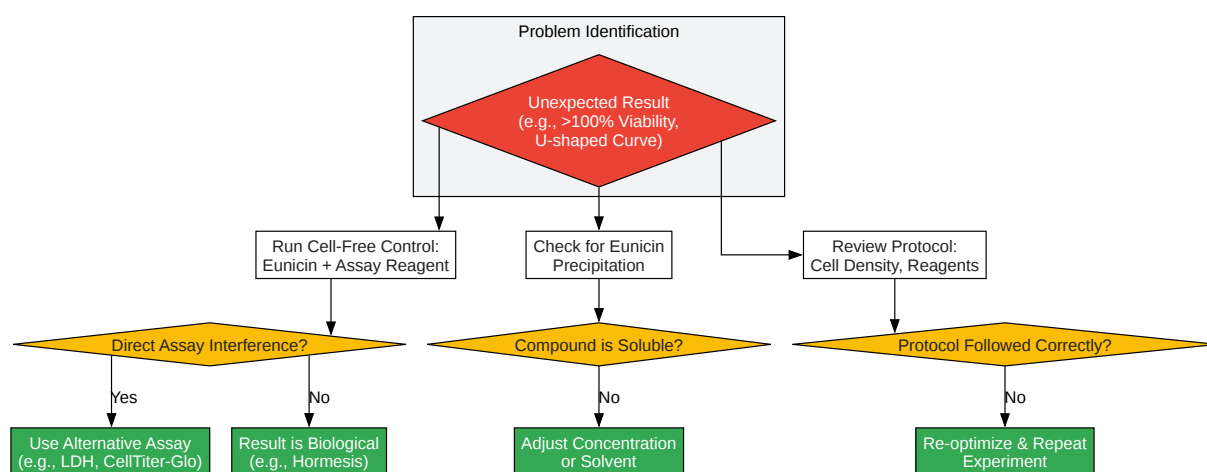 Problem Identification
Unexpected Result
(e.g., >100% Viability,
U-shaped Curve)
Run Cell-Free Control:
Eunicin + Assay Reagent
Check for Eunicin
Precipitation
Review Protocol:
Cell Density, Reagents
Direct Assay Interference?
Compound is Soluble?
Protocol Followed Correctly?
Yes
No
No
No
Use Alternative Assay
(e.g., LDH, CellTiter-Glo)
Result is Biological
(e.g., Hormesis)
Adjust Concentration
or Solvent
Re-optimize & Repeat
Experiment